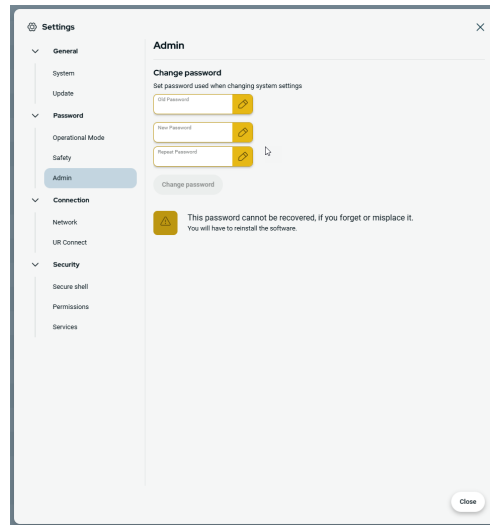 Settings
General
System
Update
Password
Operational Mode
Safety
Admin
Connection
Network
UR Connect
Security
Secure shell
Permissions
Services
Admin
Change password
Set password used when changing system settings
Old Password
New Password
Repeat Password
Change password
This password cannot be recovered, if you forget or misplace it.
You will have to reinstall the software.
Close